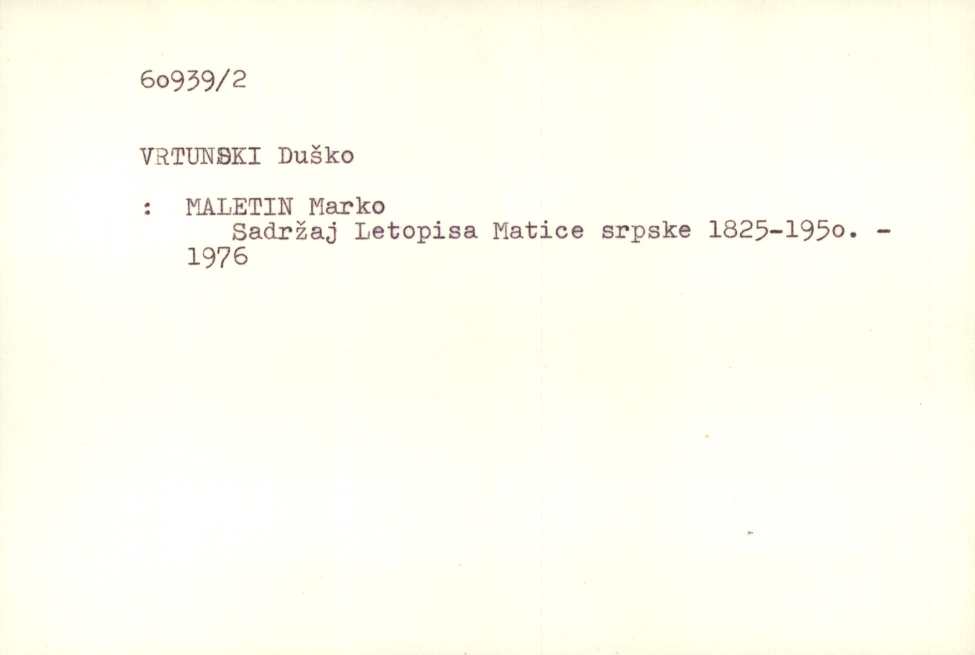 6o939/2
VRTUNSKI Duško
: MALETIN Marko
Sadržaj Letopisa Matice srpske 1825-195o. -
1976